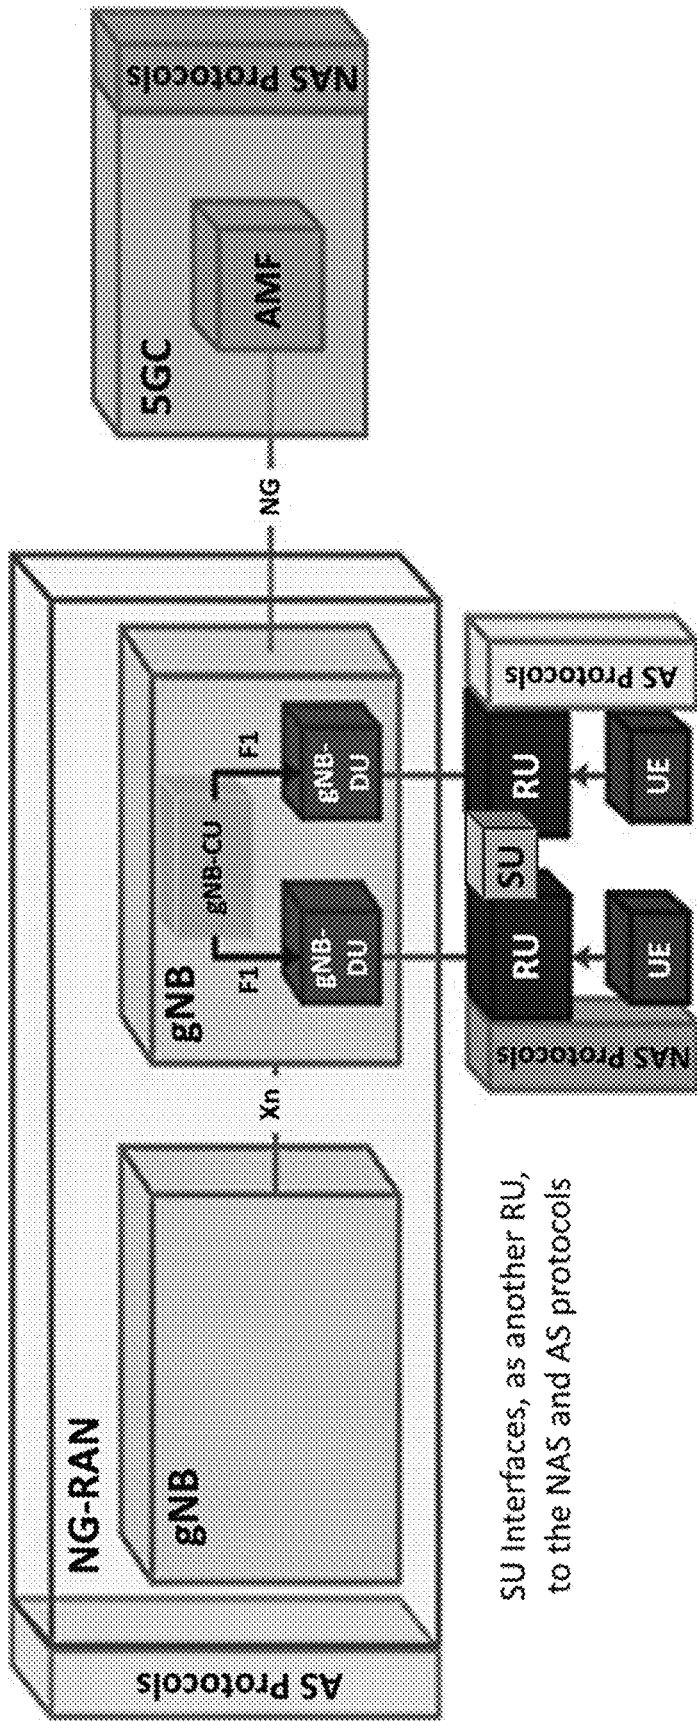 AS Protocols
NG-RAN
gNB
Xn
gNB
gNB-CU
F1
F1
gNB-
DU
gNB-
DU
NG
5GC
AMF
NAS Protocols
NAS Protocols
RU
SU
RU
AS Protocols
UE
UE
SU Interfaces, as another RU,
to the NAS and AS protocols